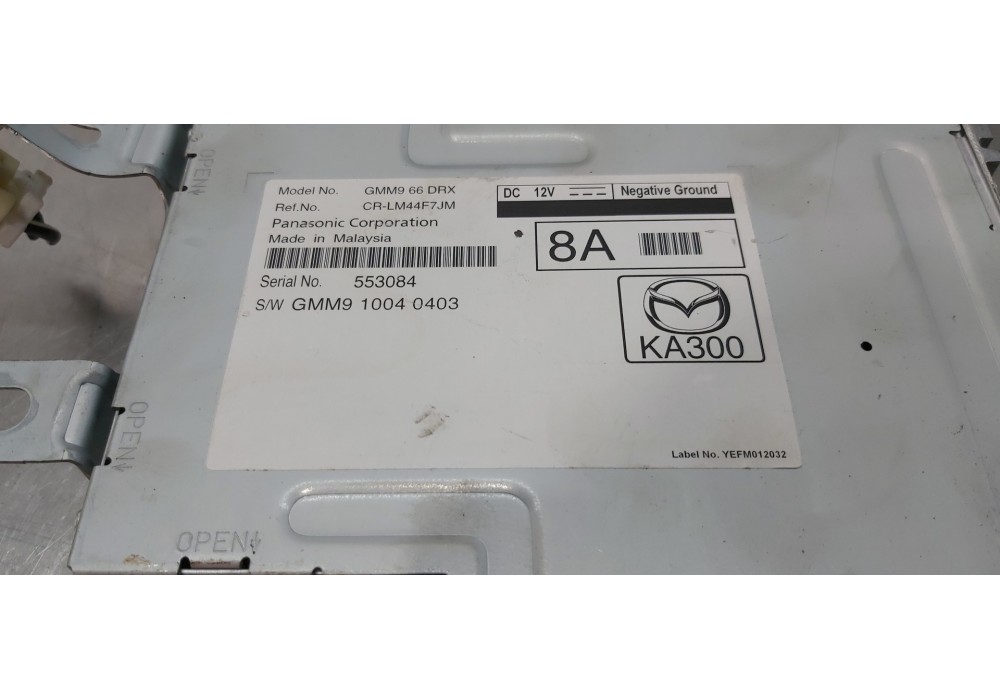 OPEN
Model No. GMM9 66 DRX
DC 12V Negative Ground
Ref.No. CR-LM44F7JM
Panasonic Corporation
Made in Malaysia
8A
Serial No. 553084
S/W GMM9 1004 0403
KA300
OPEN
Label No. YEFM012032
OPEN